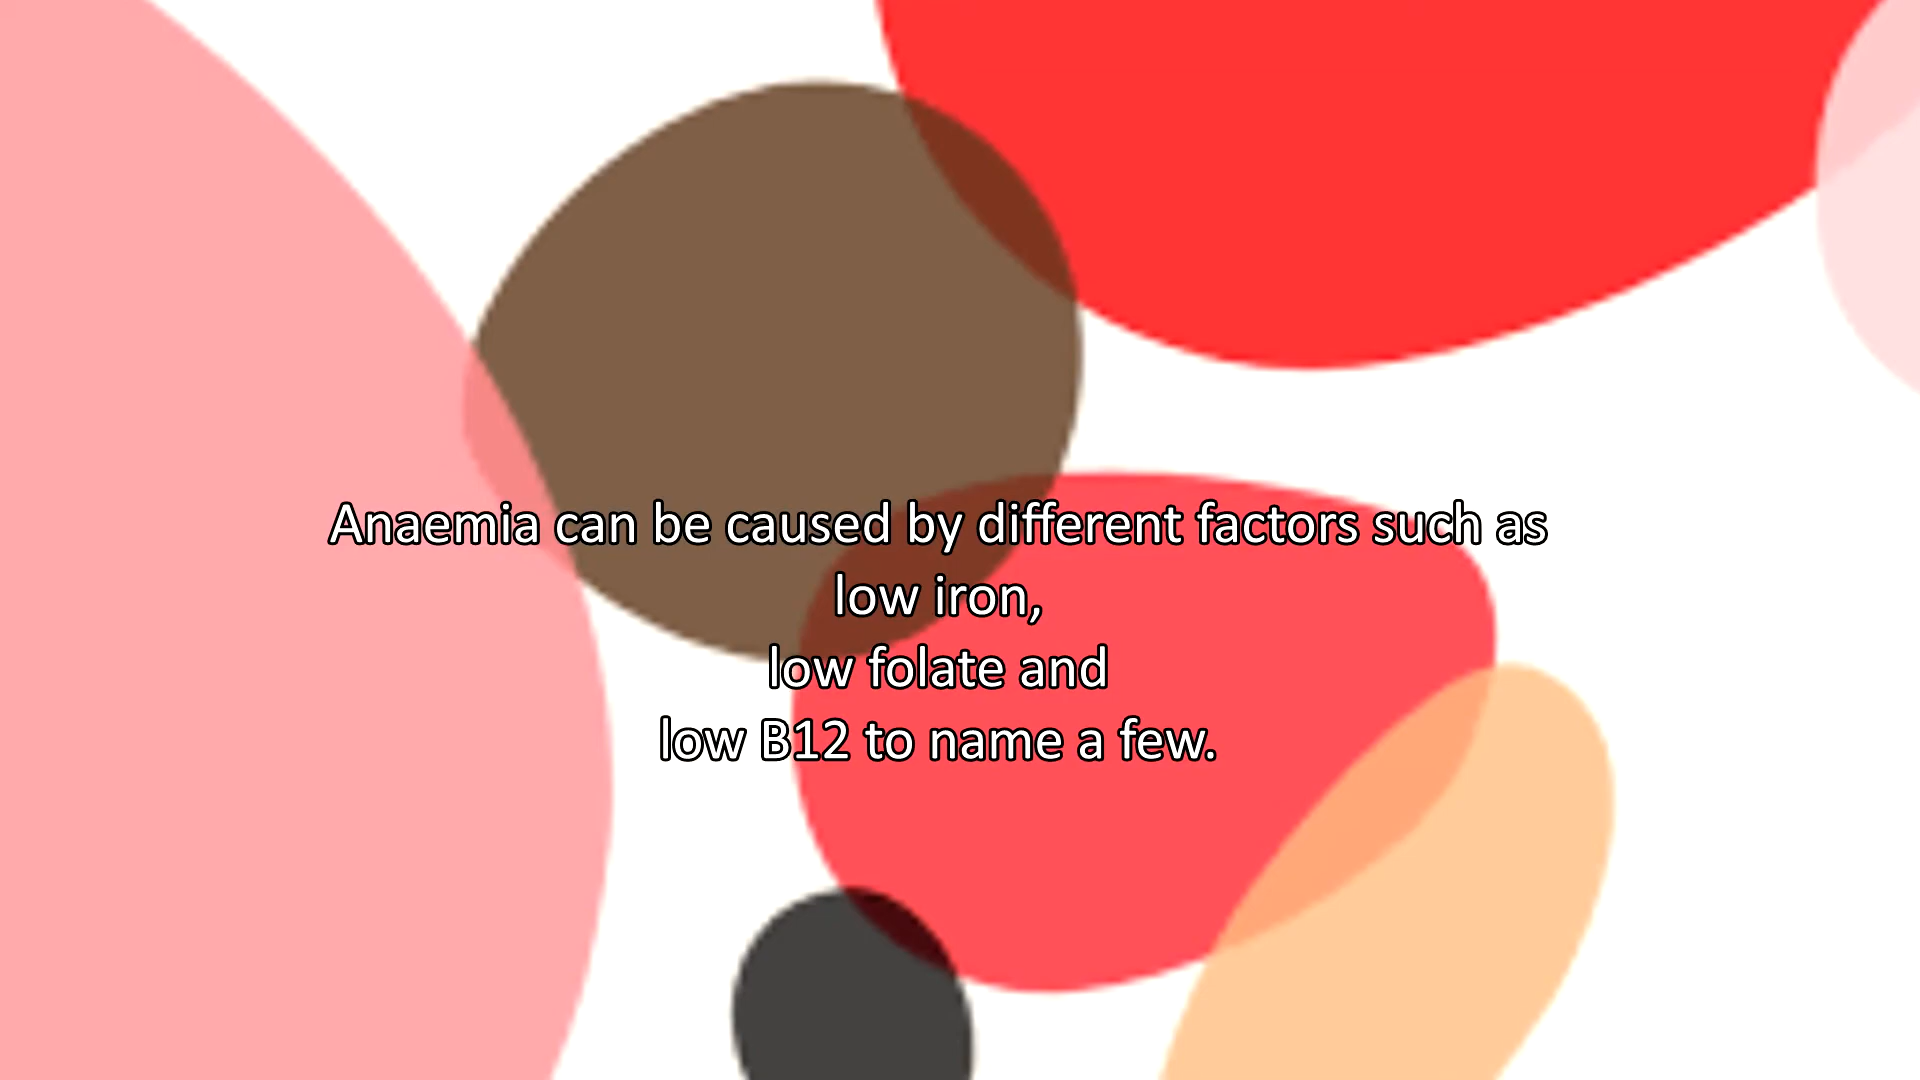 Anaemia can be caused by different factors such as
low iron,
low folate and
low B12 to name a few.